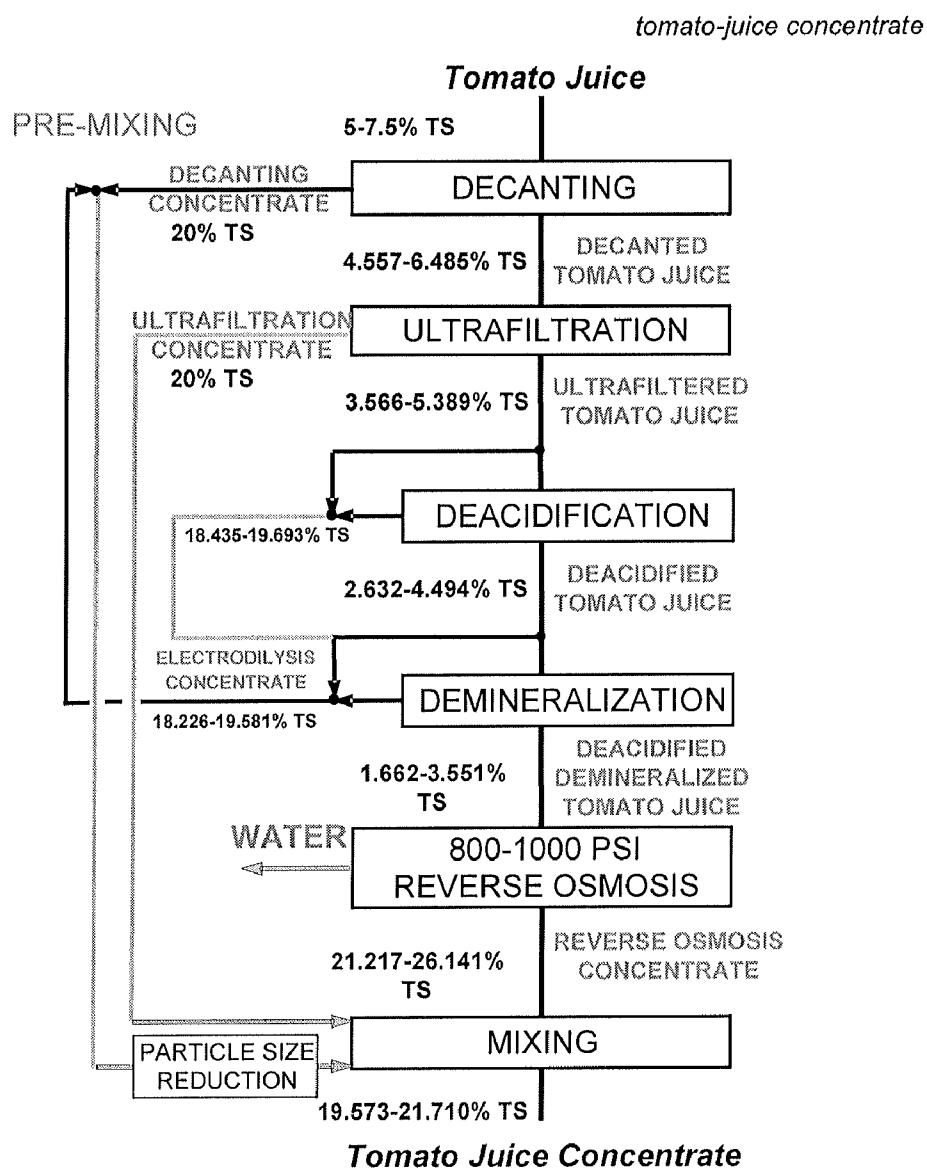 tomato-juice concentrate
Tomato Juice
PRE-MIXING
5-7.5% TS
DECANTING
CONCENTRATE
20% TS
DECANTING
4.557-6.485% TS
DECANTED
TOMATO JUICE
ULTRAFILTRATION
CONCENTRATE
20% TS
ULTRAFILTRATION
3.566-5.389% TS
ULTRAFILTERED
TOMATO JUICE
DEACIDIFICATION
18.435-19.693% TS
2.632-4.494% TS
DEACIDIFIED
TOMATO JUICE
ELECTRODILYSIS
CONCENTRATE
18.226-19.581% TS
DEMINERALIZATION
1.662-3.551%
TS
DEACIDIFIED
DEMINERALIZED
TOMATO JUICE
WATER
800-1000 PSI
REVERSE OSMOSIS
21.217-26.141%
TS
REVERSE OSMOSIS
CONCENTRATE
MIXING
PARTICLE SIZE
REDUCTION
19.573-21.710% TS
Tomato Juice Concentrate